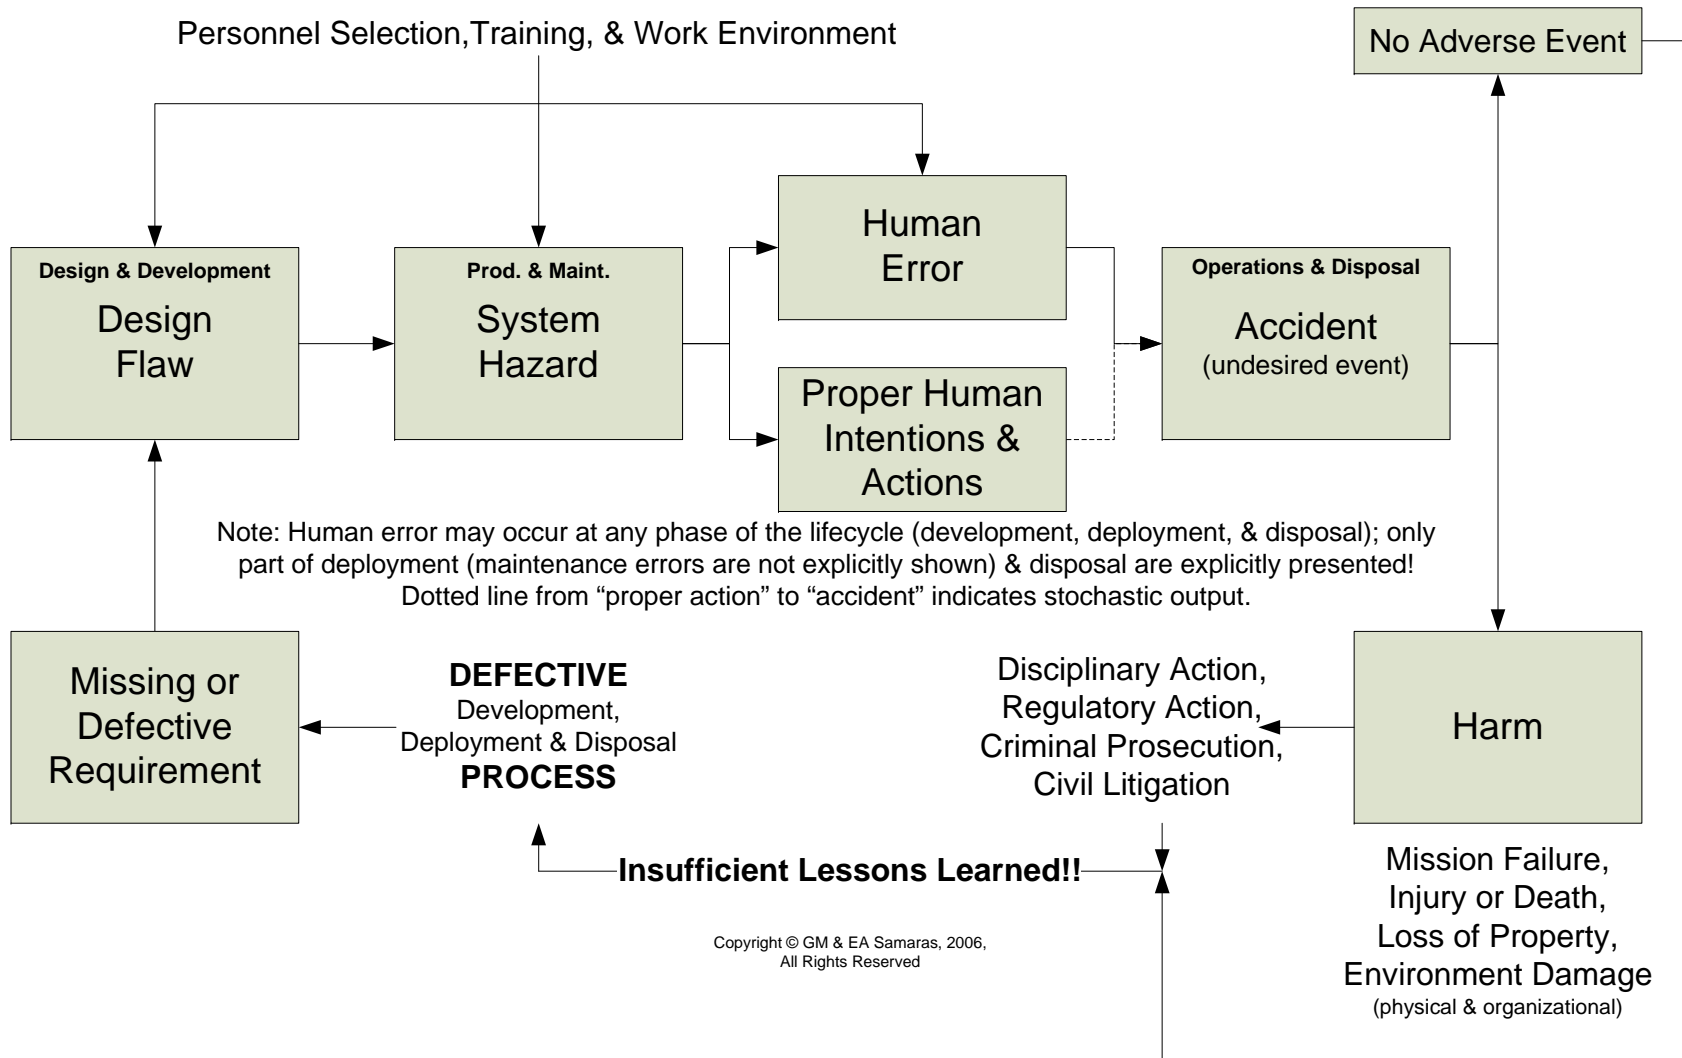 Personnel Selection,Training, & Work Environment
No Adverse Event
Design & Development
Design
Flaw
Prod. & Maint.
System
Hazard
Human
Error
Proper Human
Intentions &
Actions
Operations & Disposal
Accident
(undesired event)
Note: Human error may occur at any phase of the lifecycle (development, deployment, & disposal); only
part of deployment (maintenance errors are not explicitly shown) & disposal are explicitly presented!
Dotted line from “proper action” to “accident” indicates stochastic output.
Missing or
Defective
Requirement
DEFECTIVE
Development,
Deployment & Disposal
PROCESS
Disciplinary Action,
Regulatory Action,
Criminal Prosecution,
Civil Litigation
Harm
Mission Failure,
Injury or Death,
Loss of Property,
Environment Damage
(physical & organizational)
Insufficient Lessons Learned!!
Copyright © GM & EA Samaras, 2006,
All Rights Reserved